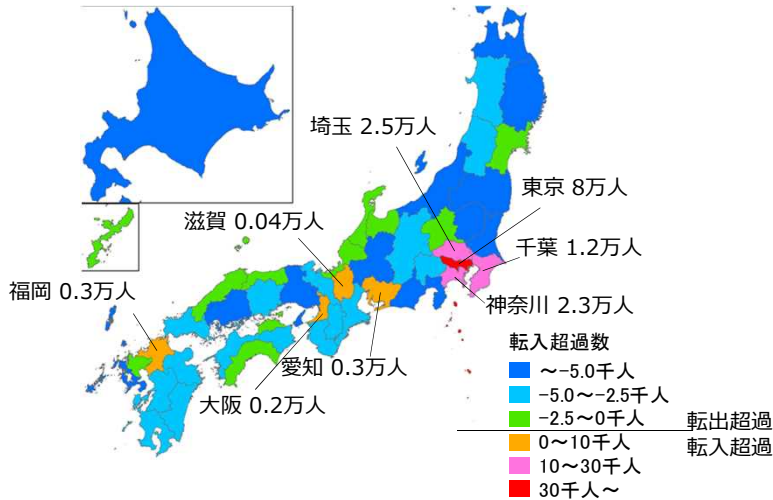 埼玉 2.5万人
東京 8万人
滋賀 0.04万人
千葉 1.2万人
福岡 0.3万人
神奈川 2.3万人
愛知 0.3万人
大阪 0.2万人
転入超過数
～-5.0千人
-5.0～-2.5千人
-2.5～0千人
転出超過
転入超過
0～10千人
10～30千人
30千人～